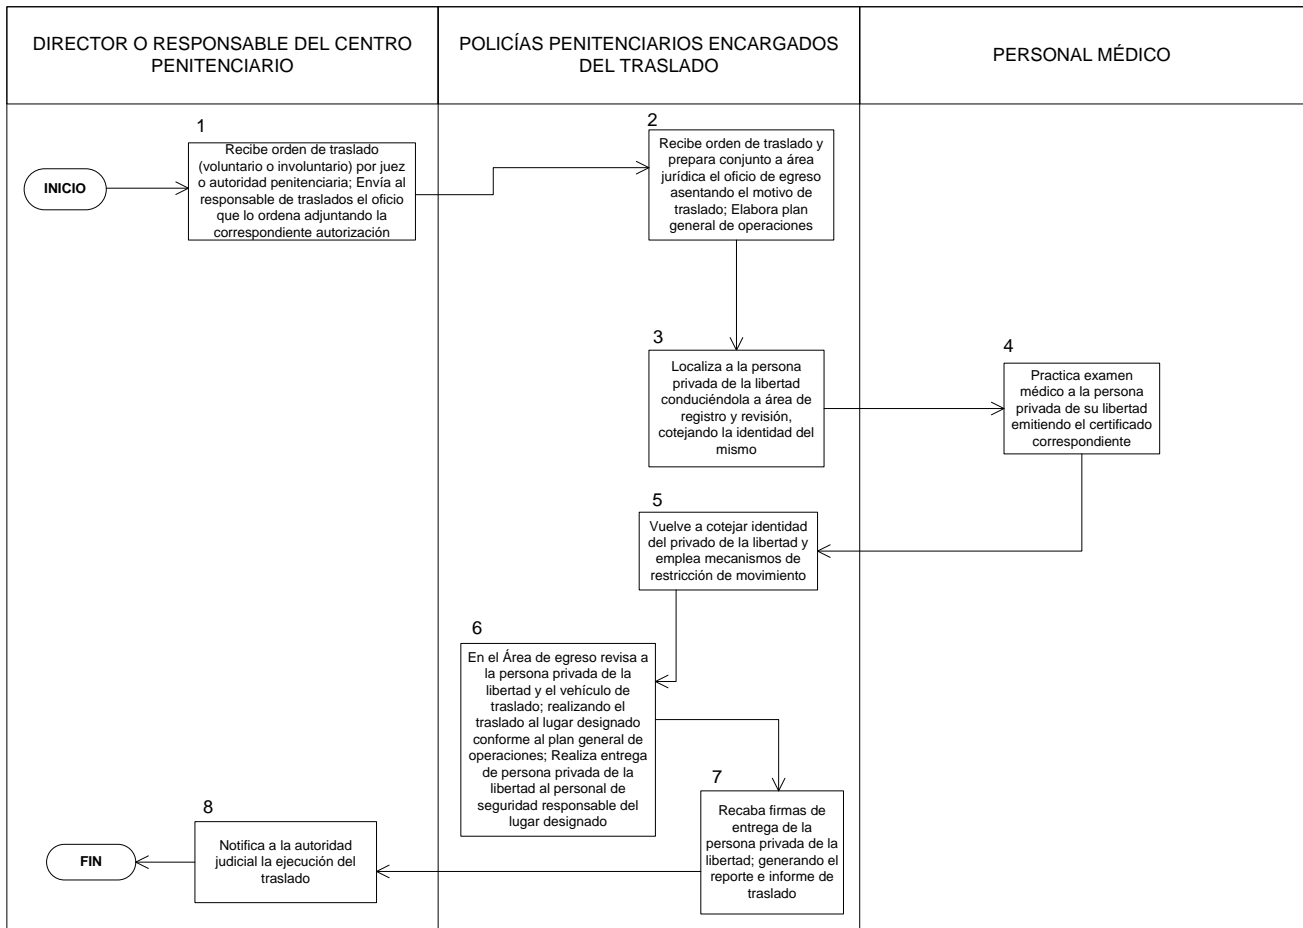 DIRECTOR O RESPONSABLE DEL CENTRO
PENITENCIARIO
POLICÍAS PENITENCIARIOS ENCARGADOS
DEL TRASLADO
PERSONAL MÉDICO
INICIO
1
Recibe orden de traslado
(voluntario o involuntario) por juez
o autoridad penitenciaria; Envía al
responsable de traslados el oficio
que lo ordena adjuntando la
correspondiente autorización
2
Recibe orden de traslado y
prepara conjunto a área
jurídica el oficio de egreso
asentando el motivo de
traslado; Elabora plan
general de operaciones
3
Localiza a la persona
privada de la libertad
conduciéndola a área de
registro y revisión,
cotejando la identidad del
mismo
4
Practica examen
médico a la persona
privada de su libertad
emitiendo el certificado
correspondiente
5
Vuelve a cotejar identidad
del privado de la libertad y
emplea mecanismos de
restricción de movimiento
6
En el Área de egreso revisa a
la persona privada de la
libertad y el vehículo de
traslado; realizando el
traslado al lugar designado
conforme al plan general de
operaciones; Realiza entrega
de persona privada de la
libertad al personal de
seguridad responsable del
lugar designado
7
Recaba firmas de
entrega de la
persona privada de la
libertad; generando el
reporte e informe de
traslado
8
Notifica a la autoridad
judicial la ejecución del
traslado
FIN